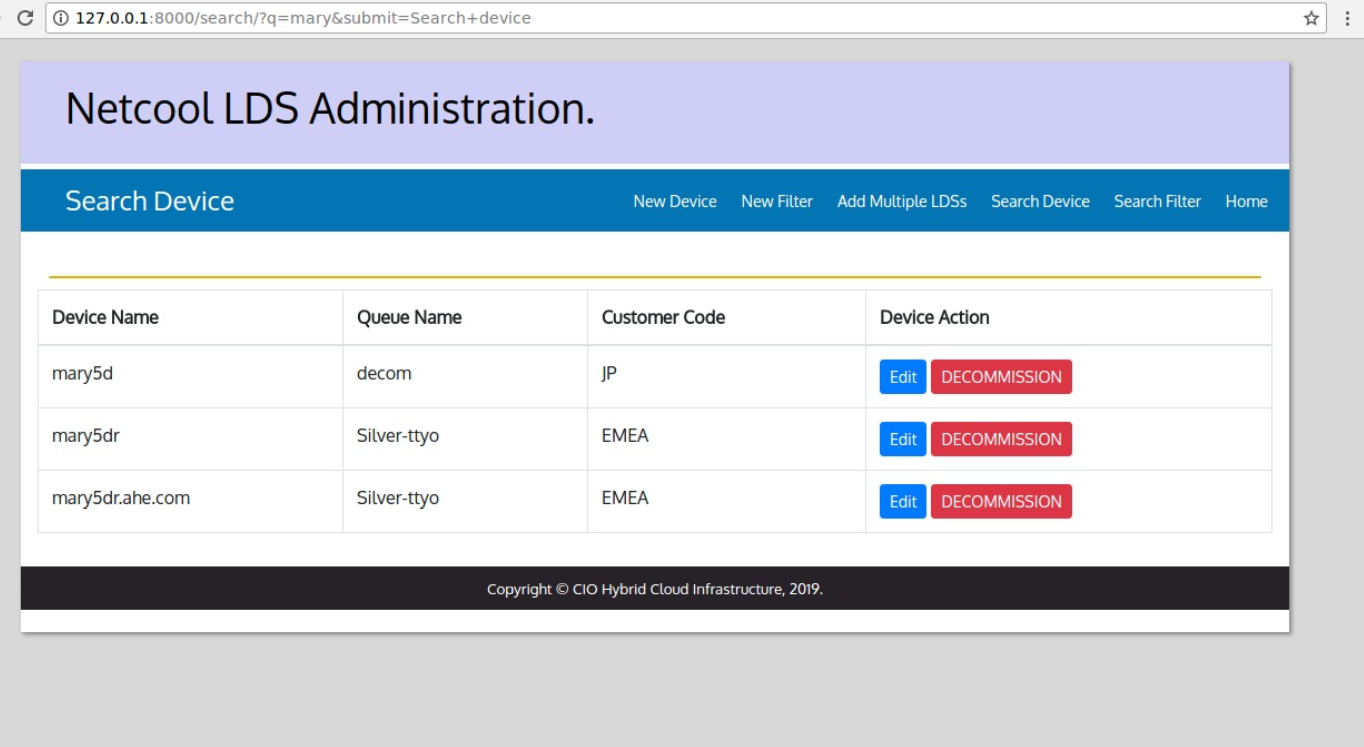 127.0.0.1:8000/search/?q=mary&submit=Search+device
Netcool LDS Administration.
Search Device New Device New Filter Add Multiple LDSs Search Device Search Filter Home
Device Name Queue Name Customer Code Device Action
mary5d decom JP Edit DECOMMISSION
mary5dr Silver-ttyo EMEA Edit DECOMMISSION
mary5dr.ahe.com Silver-ttyo EMEA Edit DECOMMISSION
Copyright © CIO Hybrid Cloud Infrastructure, 2019.